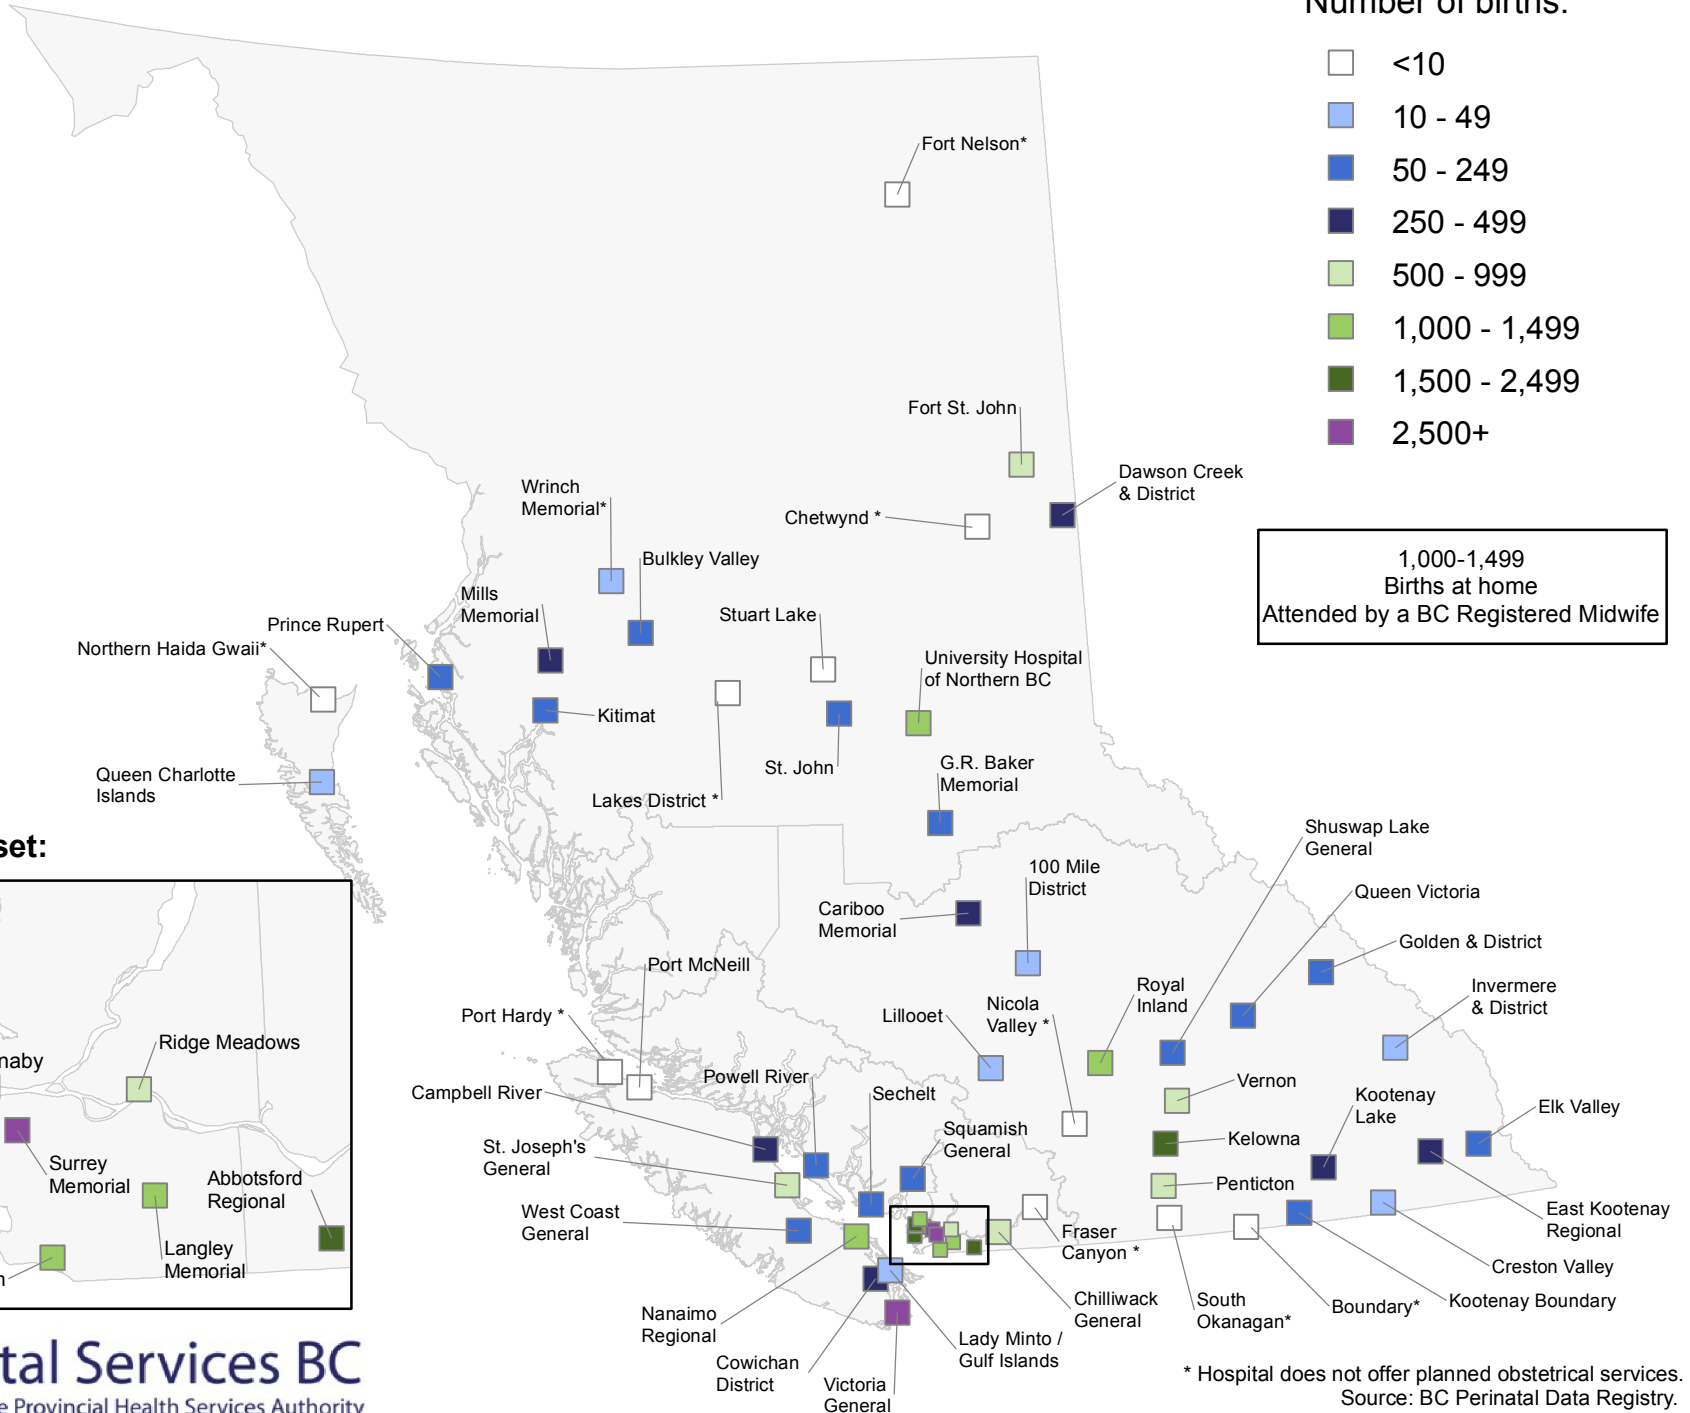 Number of births:
<10
10 - 49
50 - 249
250 - 499
500 - 999
1,000 - 1,499
1,500 - 2,499
2,500+
Fort Nelson*
Fort St. John
Dawson Creek
& District
Chetwynd *
1,000-1,499
Births at home
Attended by a BC Registered Midwife
Wrinch
Memorial*
Bulkley Valley
Mills
Memorial
Stuart Lake
Prince Rupert
Northern Haida Gwaii*
University Hospital
of Northern BC
Kitimat
St. John
G.R. Baker
Memorial
Queen Charlotte
Islands
Lakes District *
Shuswap Lake
General
set:
100 Mile
District
Queen Victoria
Cariboo
Memorial
Golden & District
Port McNeill
Royal
Inland
Invermere
& District
Nicola
Valley *
Port Hardy *
Lillooet
Ridge Meadows
naby
Powell River
Campbell River
Sechelt
Vernon
Kootenay
Lake
Elk Valley
Squamish
General
Kelowna
St. Joseph's
General
Surrey
Memorial
Abbotsford
Regional
Penticton
West Coast
General
East Kootenay
Regional
Fraser
Canyon *
Langley
Memorial
n
Creston Valley
Chilliwack
General
South
Okanagan*
Boundary*
Kootenay Boundary
Nanaimo
Regional
Lady Minto /
Gulf Islands
Cowichan
District
Victoria
General
tal Services BC
e Provincial Health Services Authority
* Hospital does not offer planned obstetrical services.
Source: BC Perinatal Data Registry.